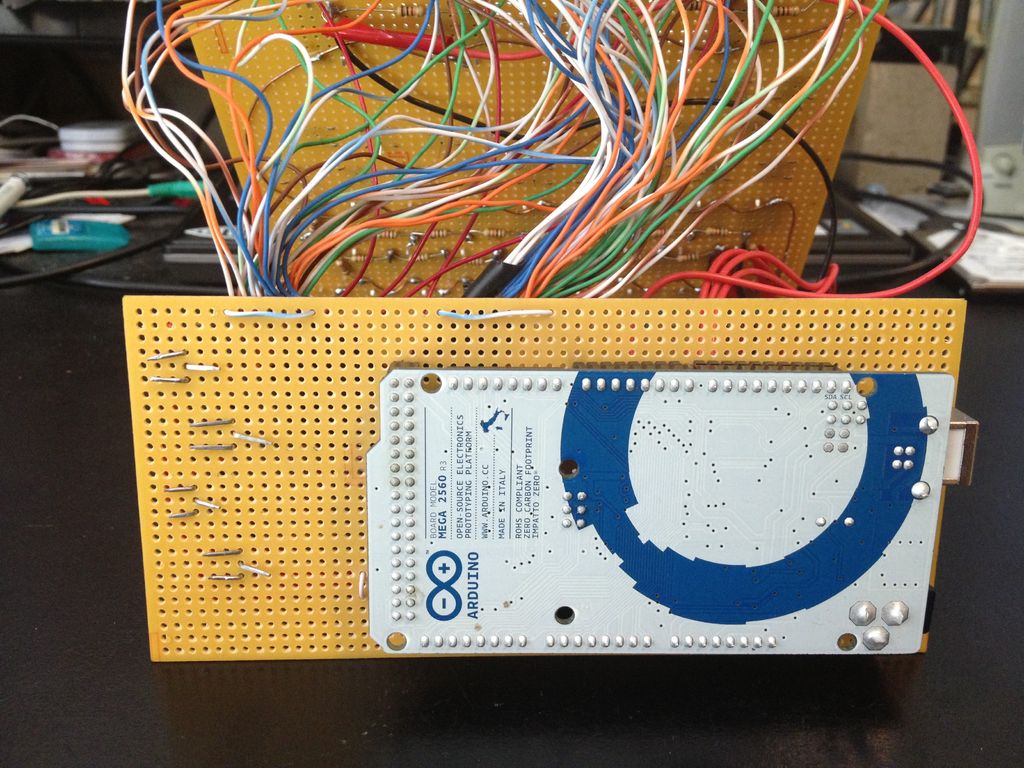 BOARD MODEL
MEGA 2560 R3
OPEN-SOURCE ELECTRONICS
PROTOTYPING PLATFORM
WWW.ARDUINO.CC
MADE IN ITALY
ROHS COMPLIANT
ZERO CARBON FOOTPRINT
IMPATTO ZERO®
ARDUINO
SDA SCL